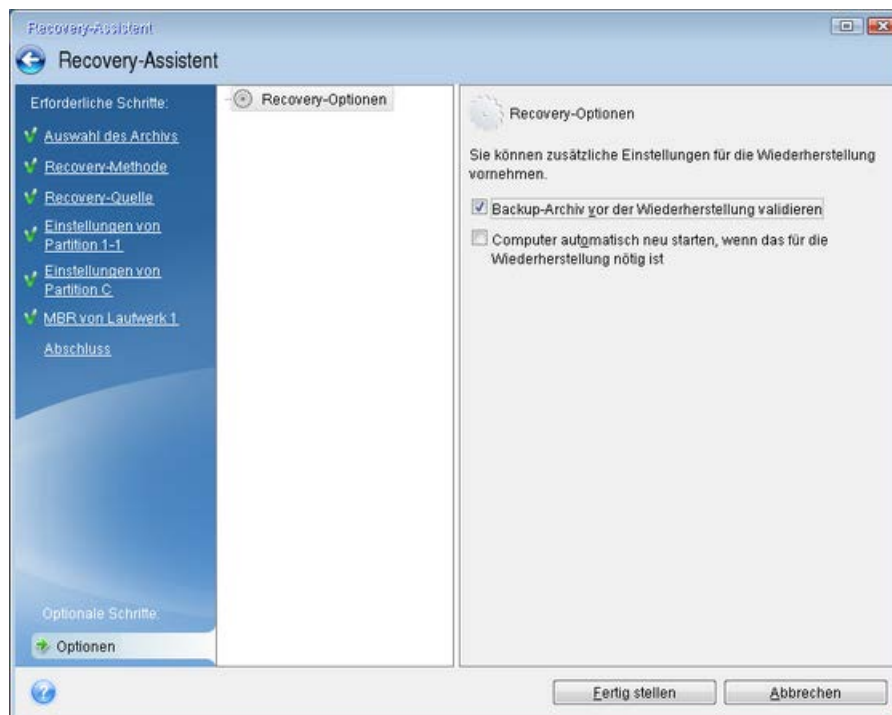 Recovery-Assistent
Recovery-Assistent
Erforderliche Schritte:
Auswahl des Archivs
Recovery-Methode
Recovery-Quelle
Einstellungen von
Partition 1-1
Einstellungen von
Partition C
MBR von Laufwerk 1
Abschluss
Optionale Schritte:
Optionen
Recovery-Optionen
Recovery-Optionen
Sie können zusätzliche Einstellungen für die Wiederherstellung
vornehmen.
Backup-Archiv vor der Wiederherstellung validieren
Computer automatisch neu starten, wenn das für die
Wiederherstellung nötig ist
Fertig stellen
Abbrechen